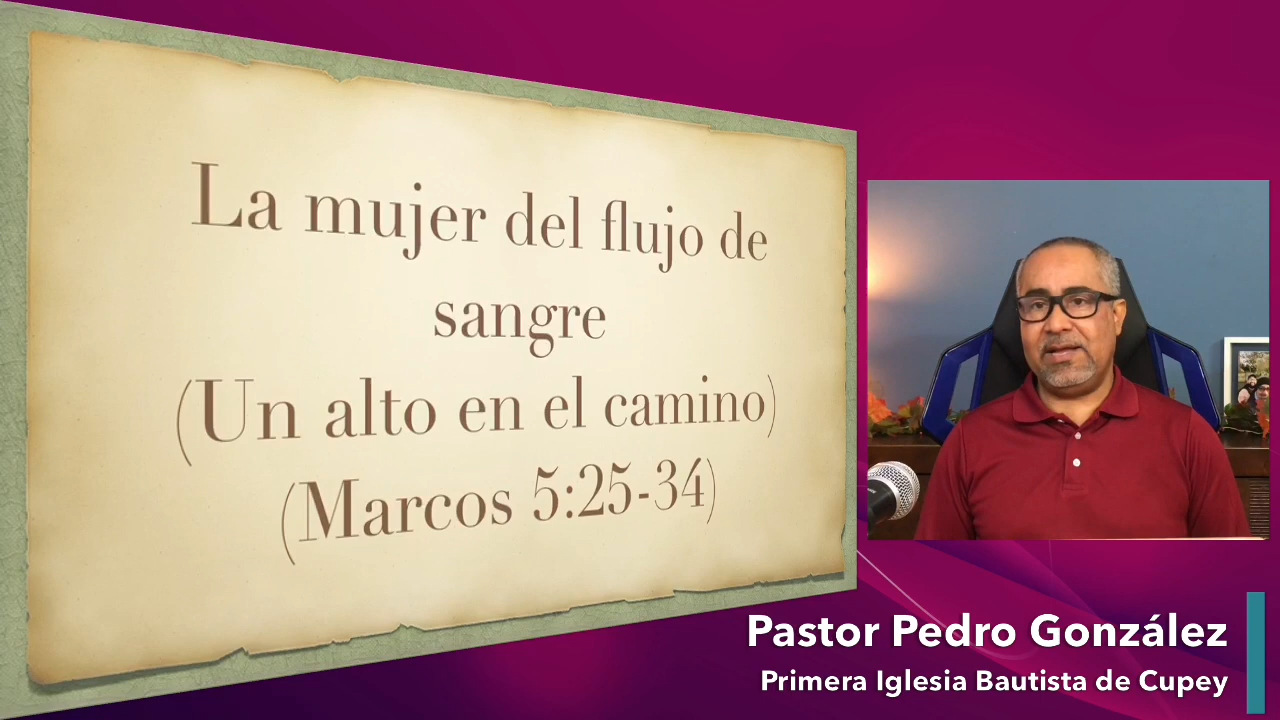 La mujer del flujo de
sangre
(Un alto en el camino)
(Marcos 5:25-34)
Pastor Pedro González
Primera Iglesia Bautista de Cupey